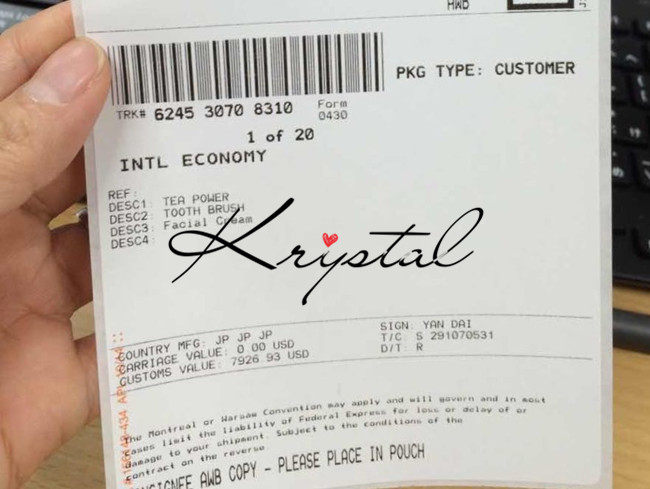 AWB
PKG TYPE: CUSTOMER
TRK# 6245 3070 8310 Form 0430
1 of 20
INTL ECONOMY
REF:
DESC1: TEA POWER
DESC2: TOOTH BRUSH
DESC3: Facial Cream
DESC4:
Krystal
COUNTRY MFG: JP JP JP
CARRIAGE VALUE: 0.00 USD
CUSTOMS VALUE: 7926.93 USD
SIGN: YAN DAI
T/C: S 291070531
D/T: R
The Montreal or Warsaw Convention may apply and will govern and in most
cases limit the liability of Federal Express for loss or delay of or
damage to your shipment. Subject to the conditions of the
contract on the reverse
CONSIGNEE AWB COPY - PLEASE PLACE IN POUCH